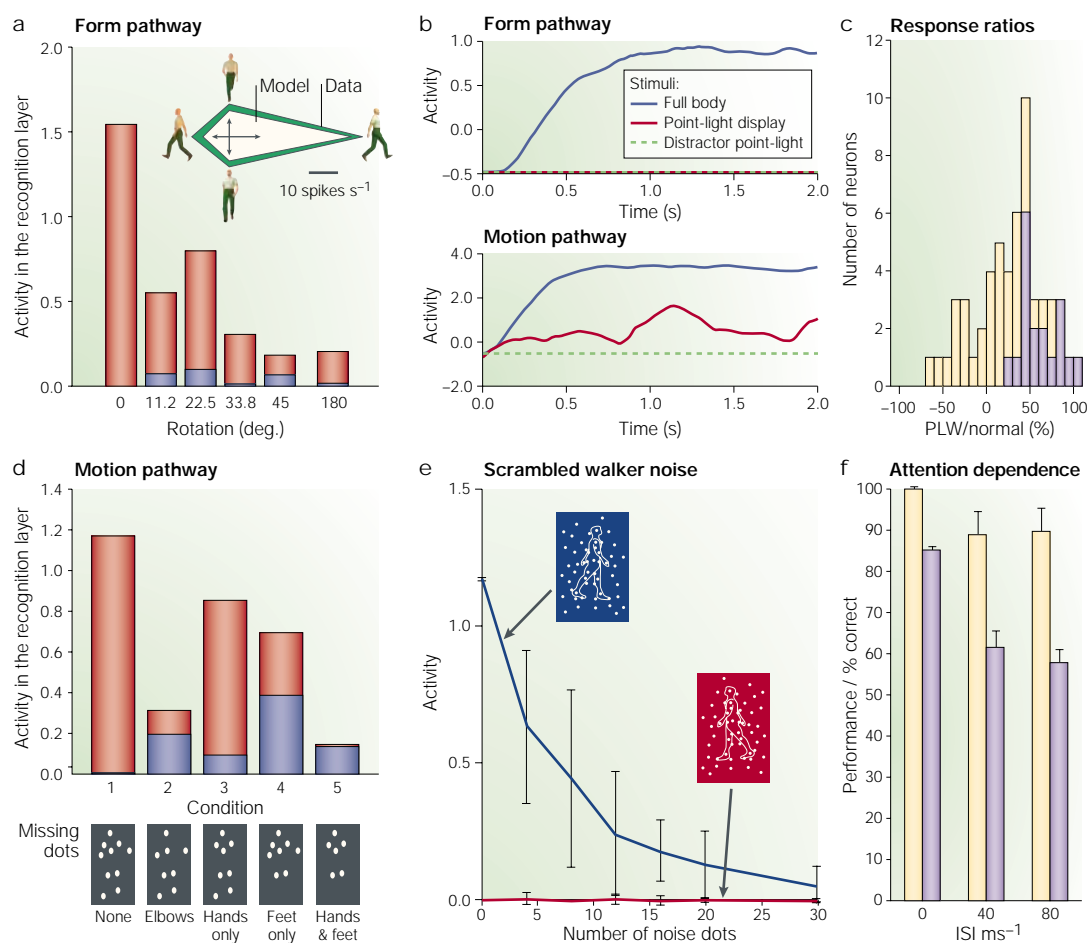 a Form pathway
Activity in the recognition layer
2.0
1.5
1.0
0.5
0.0
Model Data
10 spikes s⁻¹
0 11.2 22.5 33.8 45 180
Rotation (deg.)
b Form pathway
Activity
1.0
0.5
0.0
−0.5
Stimuli:
Full body
Point-light display
Distractor point-light
0.0 0.5 1.0 1.5 2.0
Time (s)
Motion pathway
Activity
4.0
2.0
0.0
−2.0
0.0 0.5 1.0 1.5 2.0
Time (s)
c Response ratios
Number of neurons
12
10
8
6
4
2
0
−100 −50 0 50 100
PLW/normal (%)
d Motion pathway
Activity in the recognition layer
1.4
1.2
1.0
0.8
0.6
0.4
0.2
0.0
1 2 3 4 5
Condition
Missing
dots
None Elbows Hands only Feet only Hands & feet
e Scrambled walker noise
Activity
1.5
1.0
0.5
0.0
0 5 10 15 20 25 30
Number of noise dots
f Attention dependence
Performance / % correct
100
90
80
70
60
50
40
30
20
10
0
0 40 80
ISI ms⁻¹